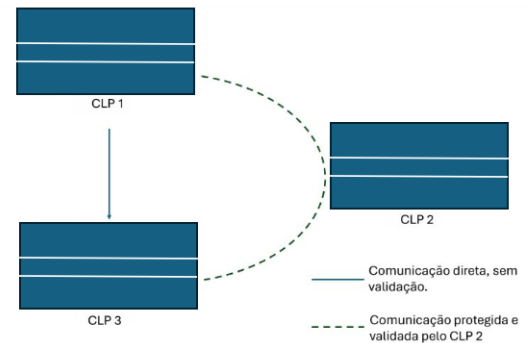 CLP 1
CLP 2
CLP 3
Comunicação direta, sem
validação.
Comunicação protegida e
validada pelo CLP 2